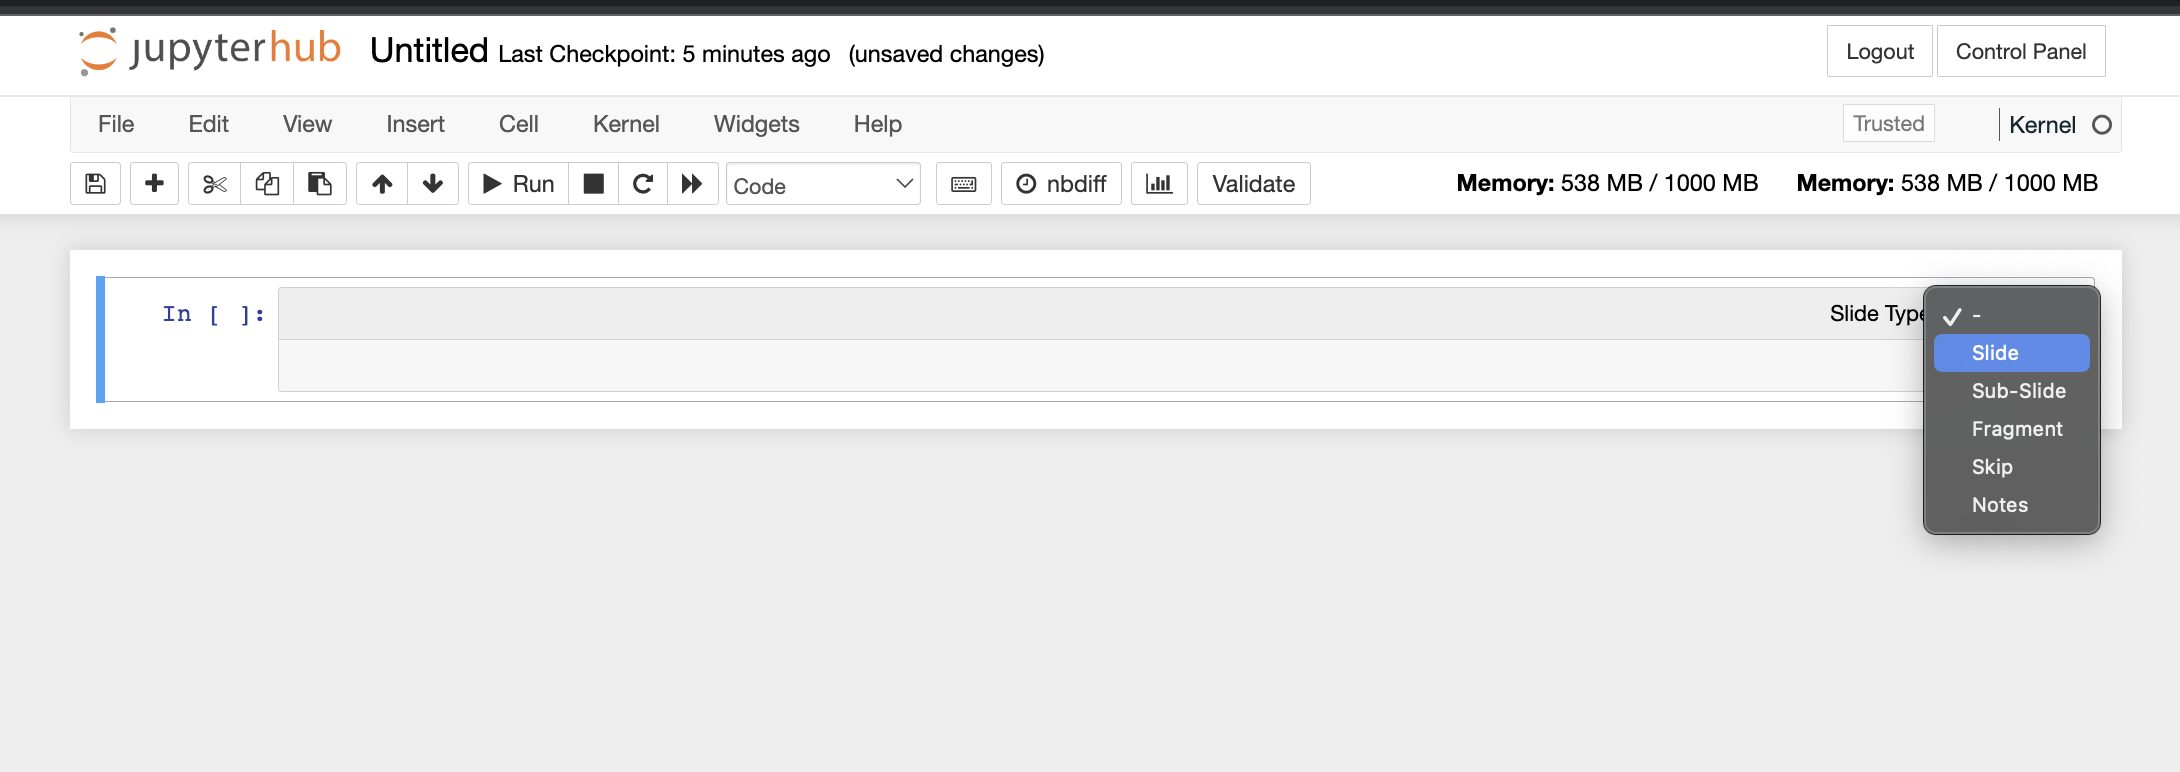 jupyterhub Untitled Last Checkpoint: 5 minutes ago (unsaved changes) Logout Control Panel
File Edit View Insert Cell Kernel Widgets Help Trusted Kernel
Run Code nbdiff Validate Memory: 538 MB / 1000 MB Memory: 538 MB / 1000 MB
In [ ]: Slide Type -
Slide
Sub-Slide
Fragment
Skip
Notes